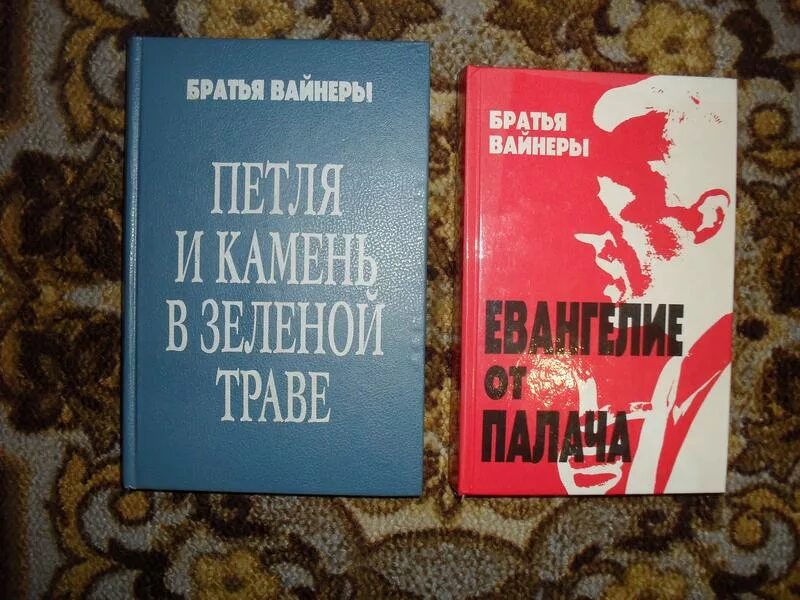 БРАТЬЯ ВАЙНЕРЫ
ПЕТЛЯ
И КАМЕНЬ
В ЗЕЛЕНОЙ
ТРАВЕ
БРАТЬЯ
ВАЙНЕРЫ
ЕВАНГЕЛИЕ
ОТ
ПАЛАЧА